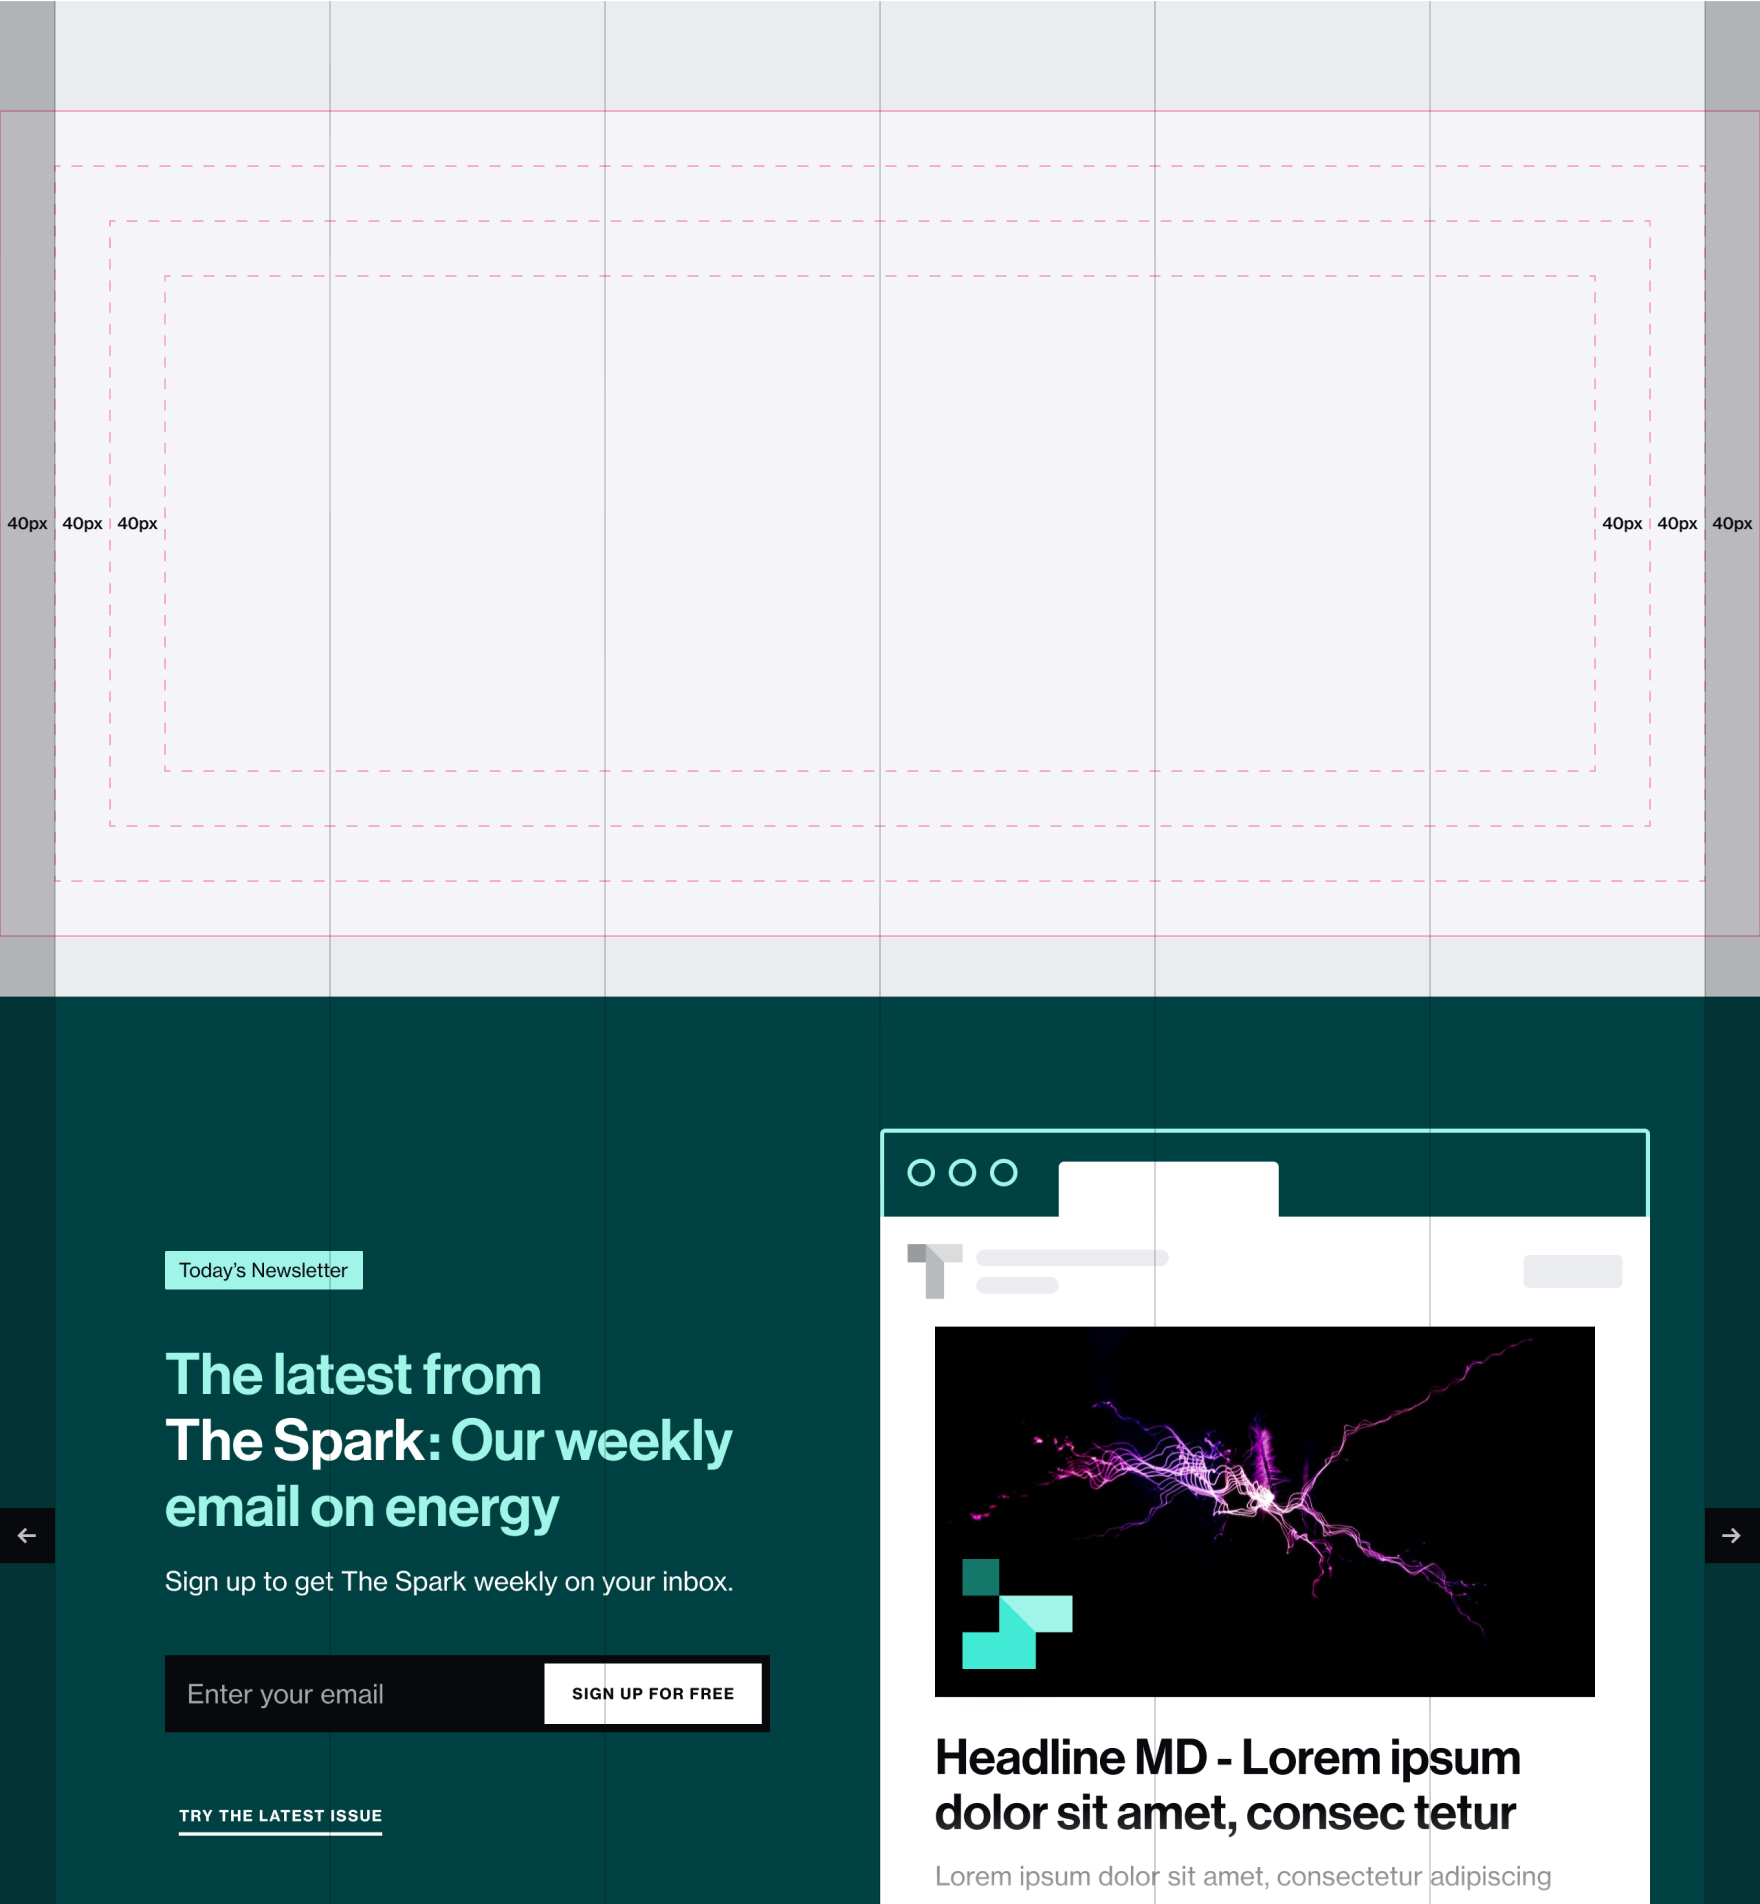 40px 40px 40px 40px 40px 40px
Today’s Newsletter
The latest from
The Spark: Our weekly
email on energy
Sign up to get The Spark weekly on your inbox.
Enter your email SIGN UP FOR FREE
TRY THE LATEST ISSUE
Headline MD - Lorem ipsum
dolor sit amet, consec tetur
Lorem ipsum dolor sit amet, consectetur adipiscing